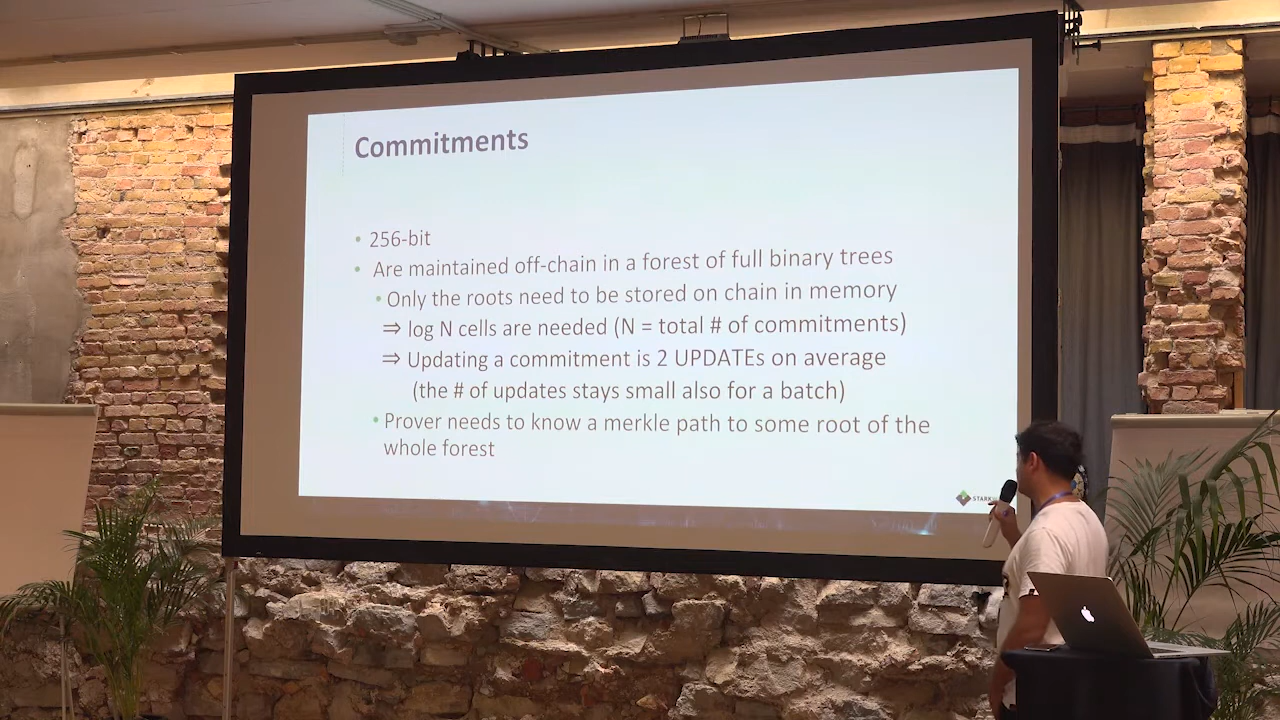 Commitments
• 256-bit
• Are maintained off-chain in a forest of full binary trees
• Only the roots need to be stored on chain in memory
⇒ log N cells are needed (N = total # of commitments)
⇒ Updating a commitment is 2 UPDATEs on average
(the # of updates stays small also for a batch)
• Prover needs to know a merkle path to some root of the
whole forest
STARK